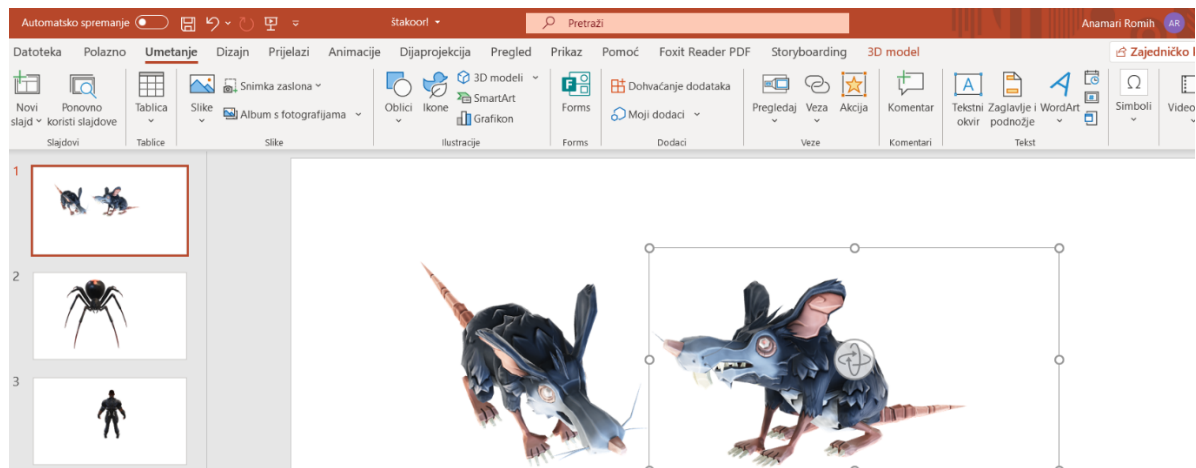 Automatsko spremanje štakoor! Pretraži Anamari Romih AR
Datoteka Polazno Umetanje Dizajn Prijelazi Animacije Dijaprojekcija Pregled Prikaz Pomoć Foxit Reader PDF Storyboarding 3D model Zajedničko
Novi slajd
Ponovno koristi slajdove
Slajdovi
Tablica
Tablice
Slike
Snimka zaslona
Album s fotografijama
Slike
Oblici
Ikone
3D modeli
SmartArt
Grafikon
Ilustracije
Forms
Forms
Dohvaćanje dodataka
Moji dodaci
Dodaci
Pregledaj
Veza
Akcija
Veze
Komentar
Komentari
Tekstni okvir
Zaglavlje i podnožje
WordArt
Tekst
Simboli
Video
1
2
3